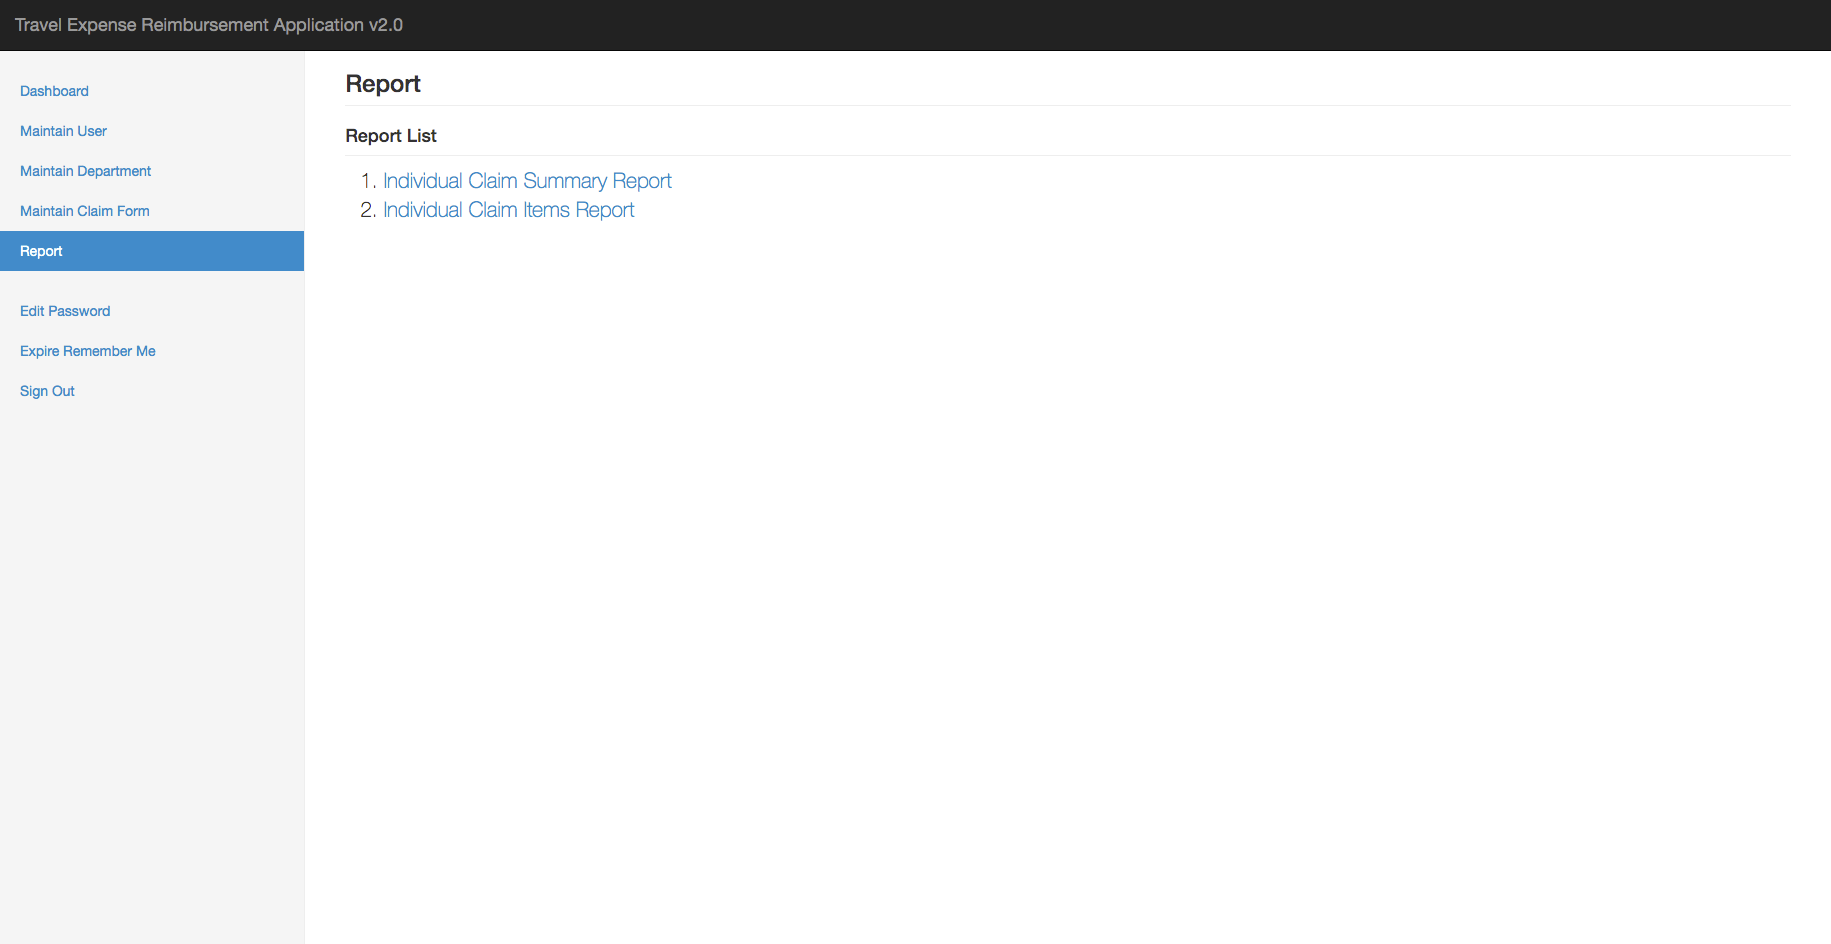 Travel Expense Reimbursement Application v2.0
Dashboard
Maintain User
Maintain Department
Maintain Claim Form
Report
Edit Password
Expire Remember Me
Sign Out
Report
Report List
1. Individual Claim Summary Report
2. Individual Claim Items Report